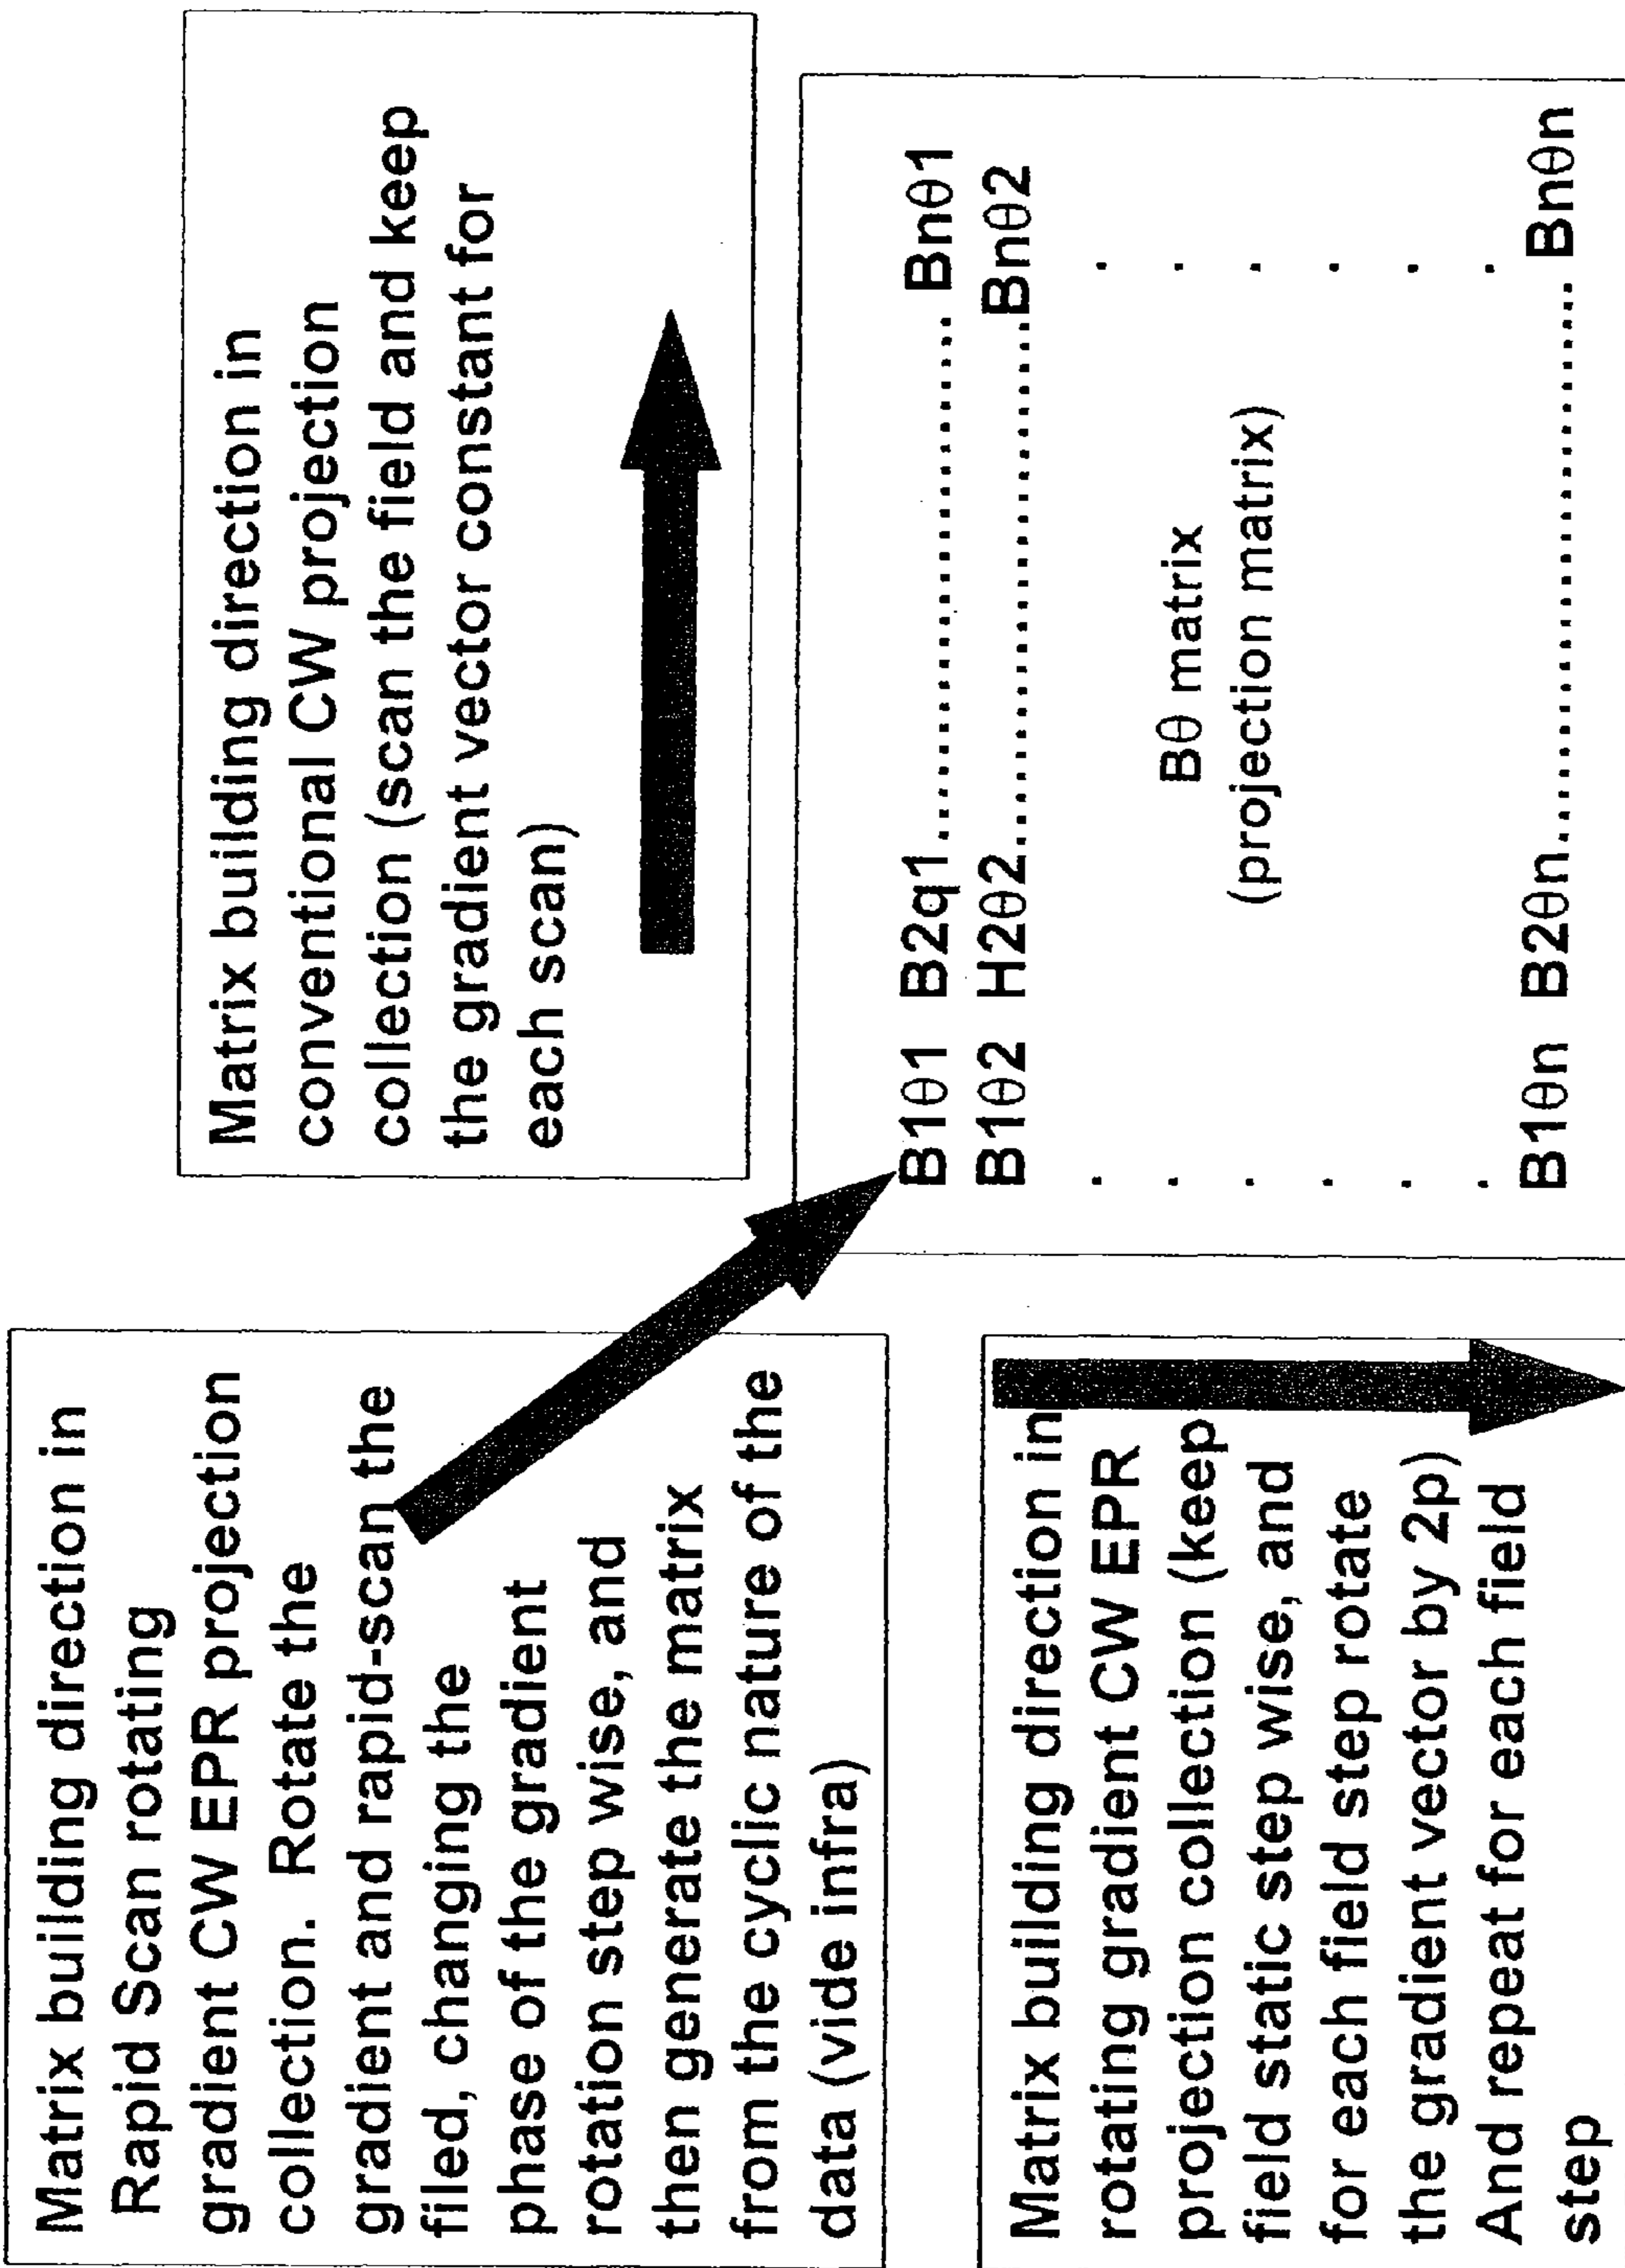 Matrix building direction in
Rapid Scan rotating
gradient CW EPR projection
collection. Rotate the
gradient and rapid-scan the
filed, changing the
phase of the gradient
rotation step wise, and
then generate the matrix
from the cyclic nature of the
data (vide infra)
Matrix building direction in
conventional CW projection
collection (scan the field and keep
the gradient vector constant for
each scan)
Matrix building direction in
rotating gradient CW EPR
projection collection (keep
field static step wise, and
for each field step rotate
the gradient vector by 2p)
And repeat for each field
step
B1θ1 B2q1.......................... Bnθ1
B1θ2 H2θ2..........................Bnθ2
. .
. .
. .
Bθ matrix
(projection matrix)
. .
. .
. .
B1θn B2θn.......................... Bnθn